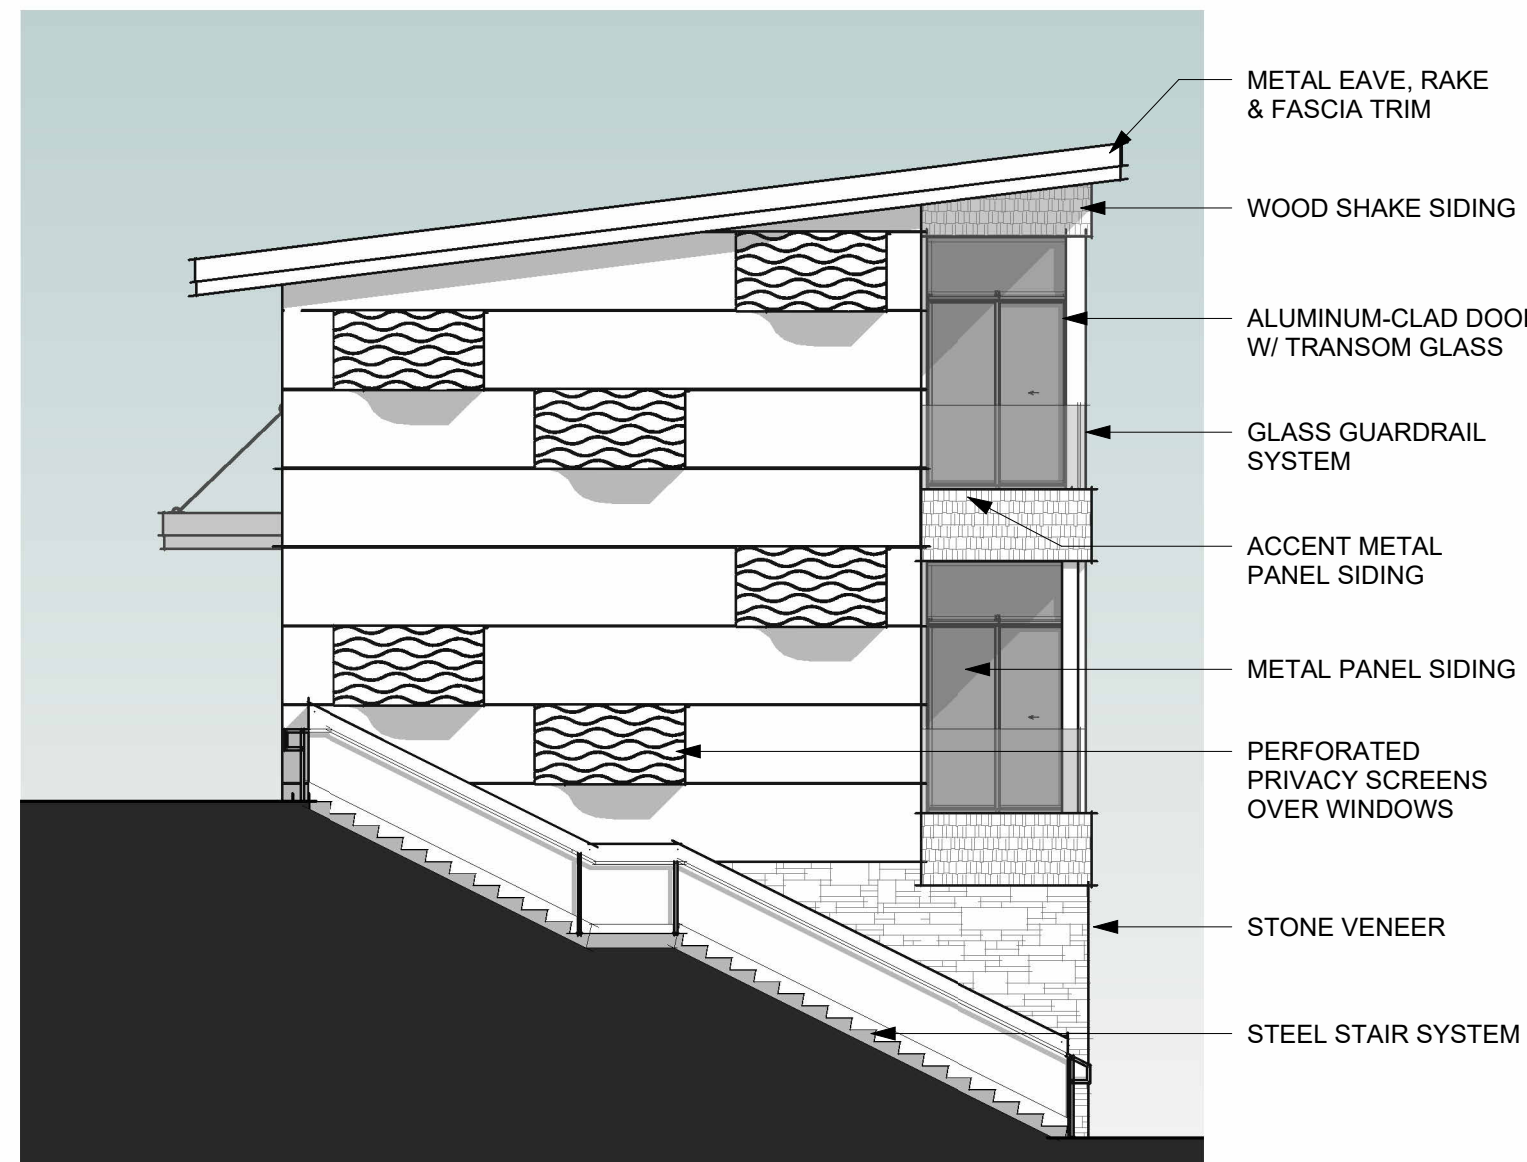 METAL EAVE, RAKE
& FASCIA TRIM
WOOD SHAKE SIDING
ALUMINUM-CLAD
W/ TRANSOM GLASS
GLASS GUARDRAIL
SYSTEM
ACCENT METAL
PANEL SIDING
METAL PANEL SIDING
PERFORATED
PRIVACY SCREENS
OVER WINDOWS
STONE VENEER
STEEL STAIR SYSTEM